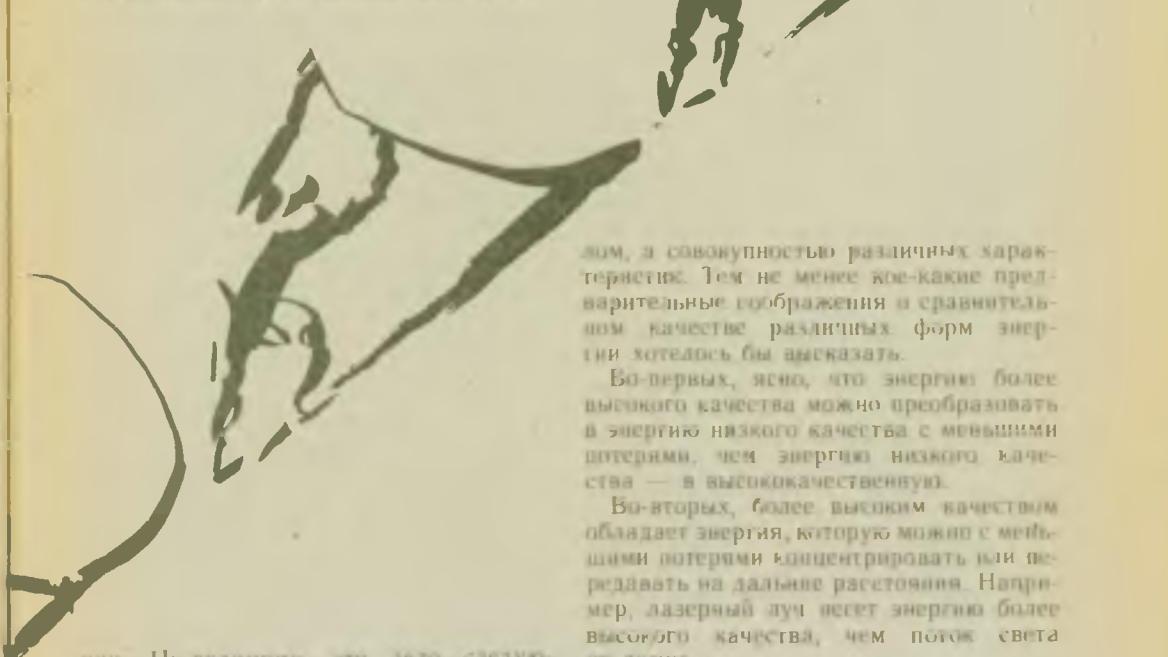 лом, а совокупностью различных харак-
теристик. Тем не менее кое-какие пред-
варительные соображения о сравнитель-
ном качестве различных форм энер-
гии хотелось бы высказать.
Во-первых, ясно, что энергию более
высокого качества можно преобразовать
в энергию низкого качества с меньшими
потерями, чем энергию низкого каче-
ства — в высококачественную.
Во-вторых, более высоким качеством
обладает энергия, которую можно с мень-
шими потерями концентрировать или пе-
редавать на дальние расстояния. Напри-
мер, лазерный луч несет энергию более
высокого качества, чем поток света